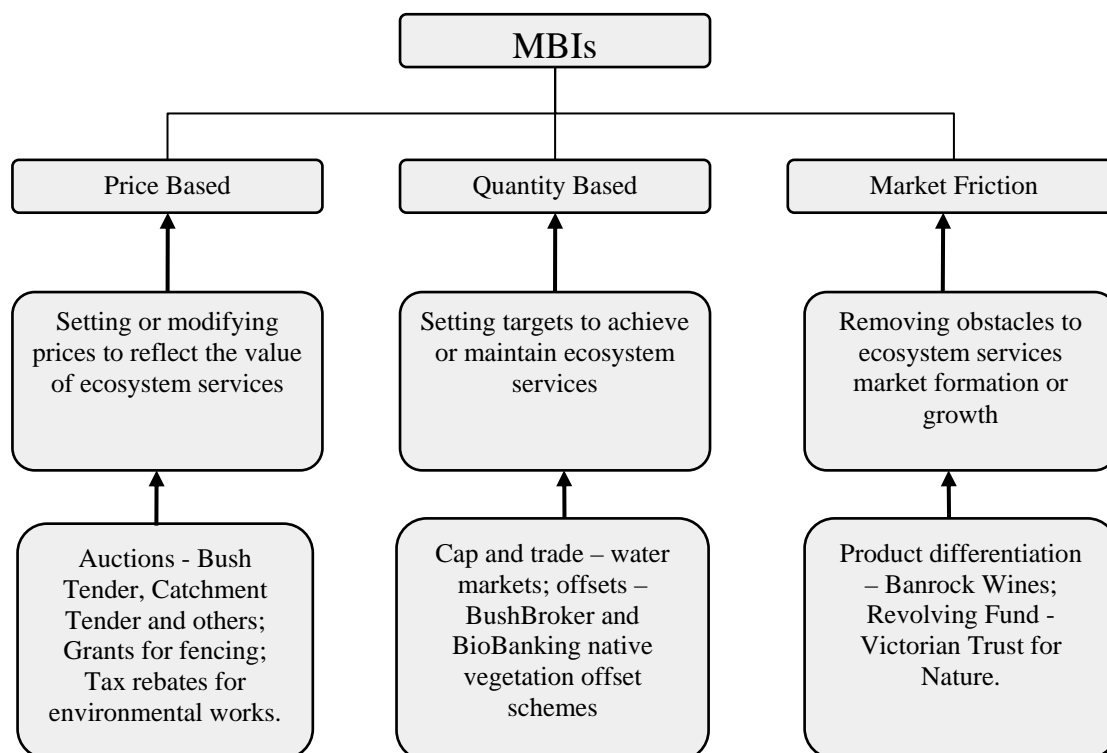 MBIs
Price Based
Quantity Based
Market Friction
Setting or modifying
prices to reflect the value
of ecosystem services
Setting targets to achieve
or maintain ecosystem
services
Removing obstacles to
ecosystem services
market formation or
growth
Auctions - Bush
Tender, Catchment
Tender and others;
Grants for fencing;
Tax rebates for
environmental works.
Cap and trade – water
markets; offsets –
BushBroker and
BioBanking native
vegetation offset
schemes
Product differentiation
– Banrock Wines;
Revolving Fund -
Victorian Trust for
Nature.